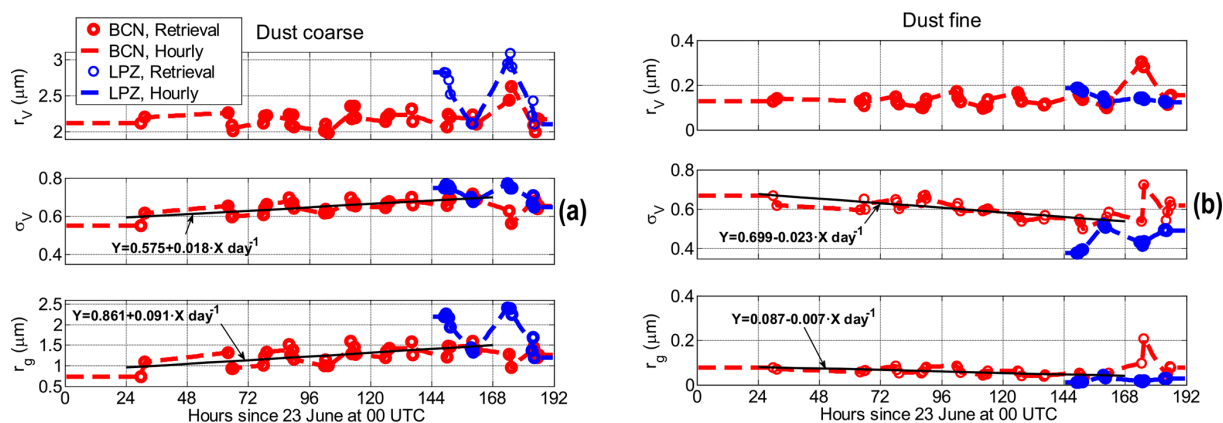 Dust coarse
BCN, Retrieval
BCN, Hourly
LPZ, Retrieval
LPZ, Hourly
r_V (μm)
3
2.5
2
σ_V
0.8
0.6
0.4
Y=0.575+0.018·X day⁻¹
(a)
r_g (μm)
2.5
2
1.5
1
0.5
Y=0.861+0.091·X day⁻¹
0 24 48 72 96 120 144 168 192
Hours since 23 June at 00 UTC
Dust fine
r_V (μm)
0.4
0.2
0
σ_V
0.8
0.6
0.4
Y=0.699-0.023·X day⁻¹
(b)
r_g (μm)
0.4
0.2
0
Y=0.087-0.007·X day⁻¹
0 24 48 72 96 120 144 168 192
Hours since 23 June at 00 UTC